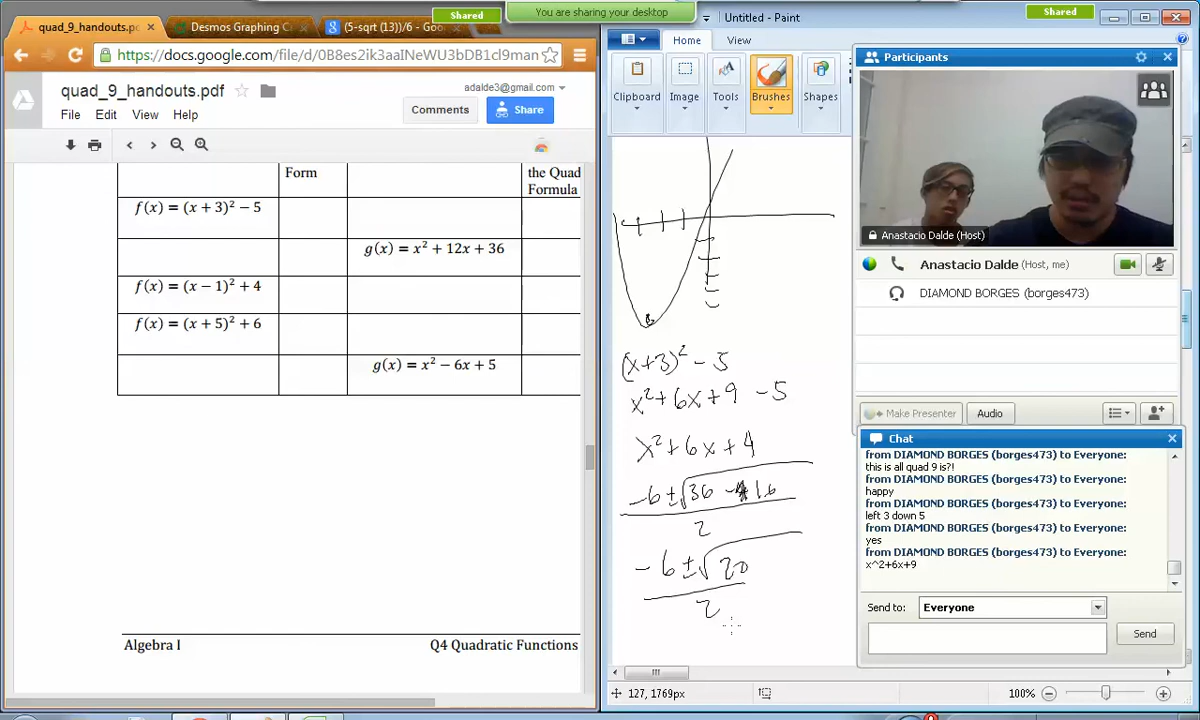 quad_9_handouts.pc
Desmos Graphing C
(5-sqrt (13))/6 - Goo
Shared
You are sharing your desktop
Untitled - Paint
Shared
https://docs.google.com/file/d/0B8es2ik3aaINeWU3bDB1cl9man
quad_9_handouts.pdf
adalde3@gmail.com
File Edit View Help
Comments
Share
Form
the Quad
Formula
f(x) = (x + 3)² − 5
g(x) = x² + 12x + 36
f(x) = (x − 1)² + 4
f(x) = (x + 5)² + 6
g(x) = x² − 6x + 5
Algebra I
Q4 Quadratic Functions
Home View
Clipboard
Image
Tools
Brushes
Shapes
(x+3)² − 5
x² + 6x + 9 − 5
x² + 6x + 4
−6 ± √36 − 16
2
−6 ± √20
2
127, 1769px
100%
Participants
Anastacio Dalde (Host)
Anastacio Dalde (Host, me)
DIAMOND BORGES (borges473)
Make Presenter
Audio
Chat
from DIAMOND BORGES (borges473) to Everyone:
this is all quad 9 is?!
from DIAMOND BORGES (borges473) to Everyone:
happy
from DIAMOND BORGES (borges473) to Everyone:
left 3 down 5
from DIAMOND BORGES (borges473) to Everyone:
yes
from DIAMOND BORGES (borges473) to Everyone:
x^2+6x+9
Send to:
Everyone
Send